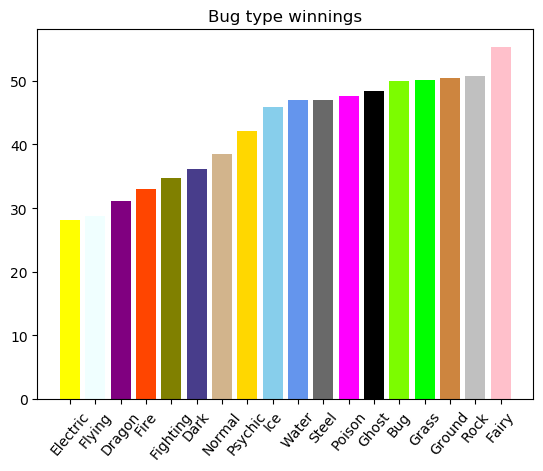 Bug type winnings
50
40
30
20
10
0
Electric
Flying
Dragon
Fire
Fighting
Dark
Normal
Psychic
Ice
Water
Steel
Poison
Ghost
Bug
Grass
Ground
Rock
Fairy